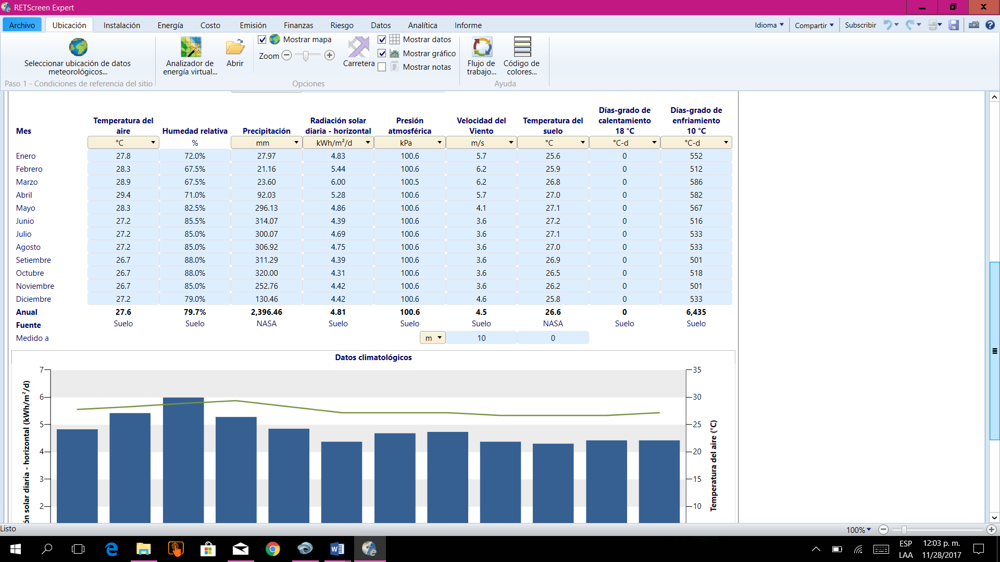 RETScreen Expert
Archivo Ubicación Instalación Energía Costo Emisión Finanzas Riesgo Datos Analítica Informe Idioma Compartir Subscribir
Seleccionar ubicación de datos meteorológicos...
Paso 1 - Condiciones de referencia del sitio
Analizador de energía virtual...
Abrir
Mostrar mapa
Zoom
Carretera
Mostrar datos
Mostrar gráfico
Mostrar notas
Opciones
Flujo de trabajo...
Código de colores...
Ayuda
Mes Temperatura del aire Humedad relativa Precipitación Radiación solar diaria - horizontal Presión atmosférica Velocidad del Viento Temperatura del suelo Días-grado de calentamiento 18 °C Días-grado de enfriamiento 10 °C
°C % mm kWh/m²/d kPa m/s °C °C-d °C-d
Enero 27.8 72.0% 27.97 4.83 100.6 5.7 25.6 0 552
Febrero 28.3 67.5% 21.16 5.44 100.6 6.2 25.9 0 512
Marzo 28.9 67.5% 23.60 6.00 100.5 6.2 26.8 0 586
Abril 29.4 71.0% 92.03 5.28 100.6 5.7 27.0 0 582
Mayo 28.3 82.5% 296.13 4.86 100.6 4.1 27.1 0 567
Junio 27.2 85.5% 314.07 4.39 100.6 3.6 27.2 0 516
Julio 27.2 85.0% 300.07 4.69 100.6 3.6 27.1 0 533
Agosto 27.2 85.0% 306.92 4.75 100.6 3.6 27.0 0 533
Setiembre 26.7 88.0% 311.29 4.39 100.6 3.6 26.9 0 501
Octubre 26.7 88.0% 320.00 4.31 100.6 3.6 26.5 0 518
Noviembre 26.7 85.0% 252.76 4.42 100.6 3.6 26.2 0 501
Diciembre 27.2 79.0% 130.46 4.42 100.6 4.6 25.8 0 533
Anual 27.6 79.7% 2,396.46 4.81 100.6 4.5 26.6 0 6,435
Fuente Suelo Suelo NASA Suelo Suelo Suelo NASA Suelo Suelo
Medido a m 10 0
Datos climatológicos
7 35
6 30
5 25
4 20
3 15
2 10
ón solar diaria - horizontal (kWh/m²/d)
Temperatura del aire (°C)
Listo 100%
ESP 12:03 p. m.
LAA 11/28/2017